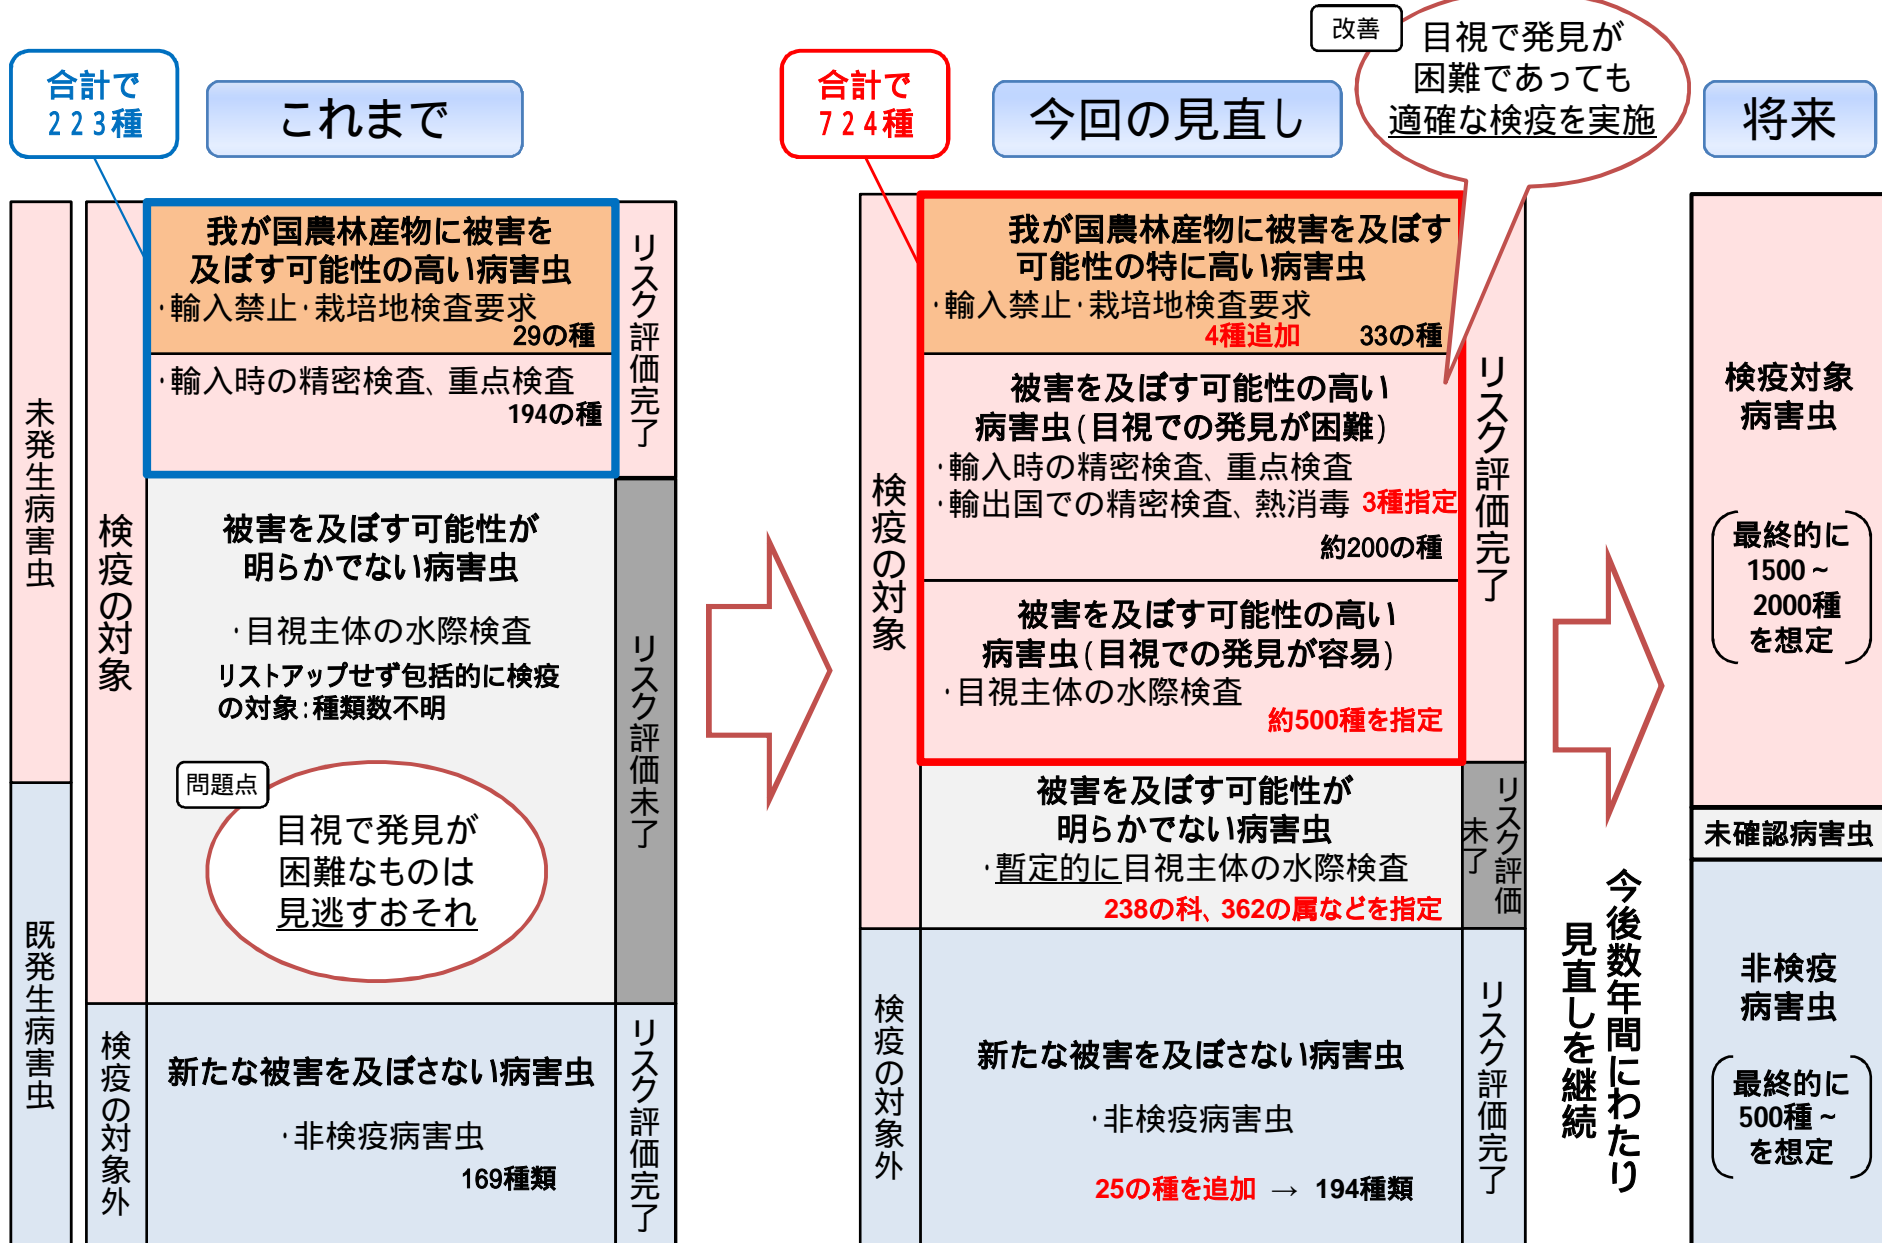 合計で
223種
これまで
合計で
724種
今回の見直し
改善
目視で発見が
困難であっても
適確な検疫を実施
将来
未発生病害虫
既発生病害虫
検疫の対象
検疫の対象外
我が国農林産物に被害を
及ぼす可能性の高い病害虫
・輸入禁止・栽培地検査要求
29の種
・輸入時の精密検査、重点検査
194の種
リスク評価完了
被害を及ぼす可能性が
明らかでない病害虫
・目視主体の水際検査
リストアップせず包括的に検疫
の対象:種類数不明
問題点
目視で発見が
困難なものは
見逃すおそれ
リスク評価未了
新たな被害を及ぼさない病害虫
・非検疫病害虫
169種類
リスク評価完了
検疫の対象
検疫の対象外
我が国農林産物に被害を及ぼす
可能性の特に高い病害虫
・輸入禁止・栽培地検査要求
4種追加 33の種
被害を及ぼす可能性の高い
病害虫(目視での発見が困難)
・輸入時の精密検査、重点検査
・輸出国での精密検査、熱消毒 3種指定
約200の種
被害を及ぼす可能性の高い
病害虫(目視での発見が容易)
・目視主体の水際検査
約500種を指定
リスク評価完了
被害を及ぼす可能性が
明らかでない病害虫
・暫定的に目視主体の水際検査
238の科、362の属などを指定
リスク評価
未了
新たな被害を及ぼさない病害虫
・非検疫病害虫
25の種を追加 → 194種類
リスク評価完了
今後数年間にわたり
見直しを継続
検疫対象
病害虫
最終的に
1500~
2000種
を想定
未確認病害虫
非検疫
病害虫
最終的に
500種~
を想定